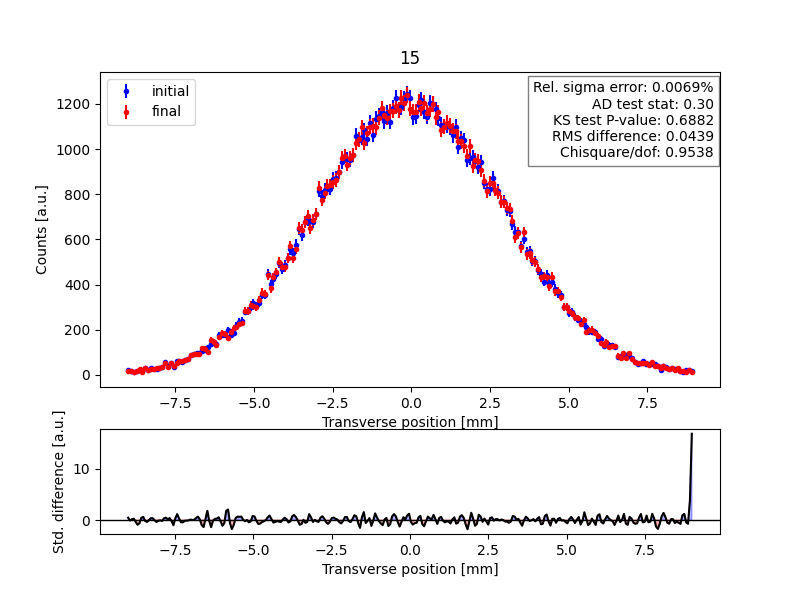 15
initial
final
Rel. sigma error: 0.0069%
AD test stat: 0.30
KS test P-value: 0.6882
RMS difference: 0.0439
Chisquare/dof: 0.9538
Counts [a.u.]
1200
1000
800
600
400
200
0
−7.5 −5.0 −2.5 0.0 2.5 5.0 7.5
Transverse position [mm]
Std. difference [a.u.]
10
0
−7.5 −5.0 −2.5 0.0 2.5 5.0 7.5
Transverse position [mm]